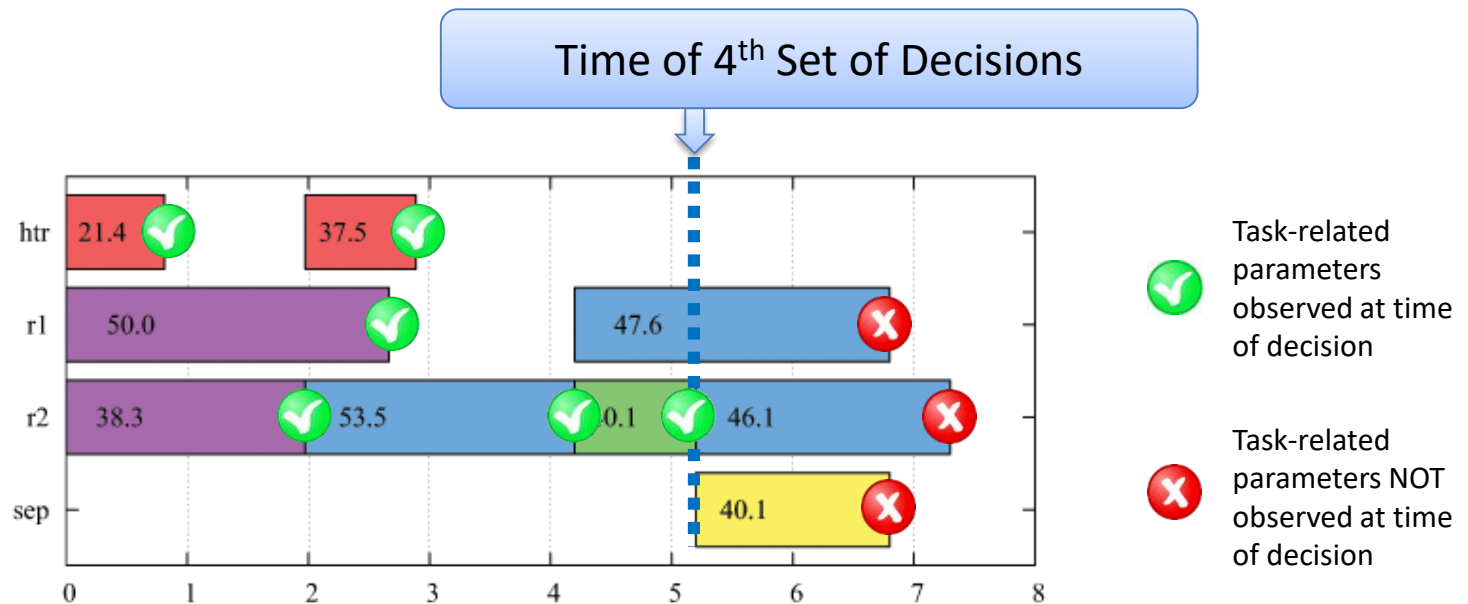 Time of 4th Set of Decisions
htr
21.4
37.5
r1
50.0
47.6
r2
38.3
53.5
0.1
46.1
sep
40.1
0 1 2 3 4 5 6 7 8
Task-related
parameters
observed at time
of decision
Task-related
parameters NOT
observed at time
of decision